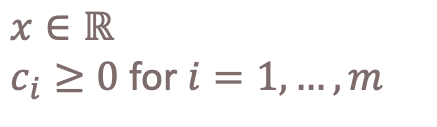 x ∈ ℝ
cᵢ ≥ 0 for i = 1, ... , m